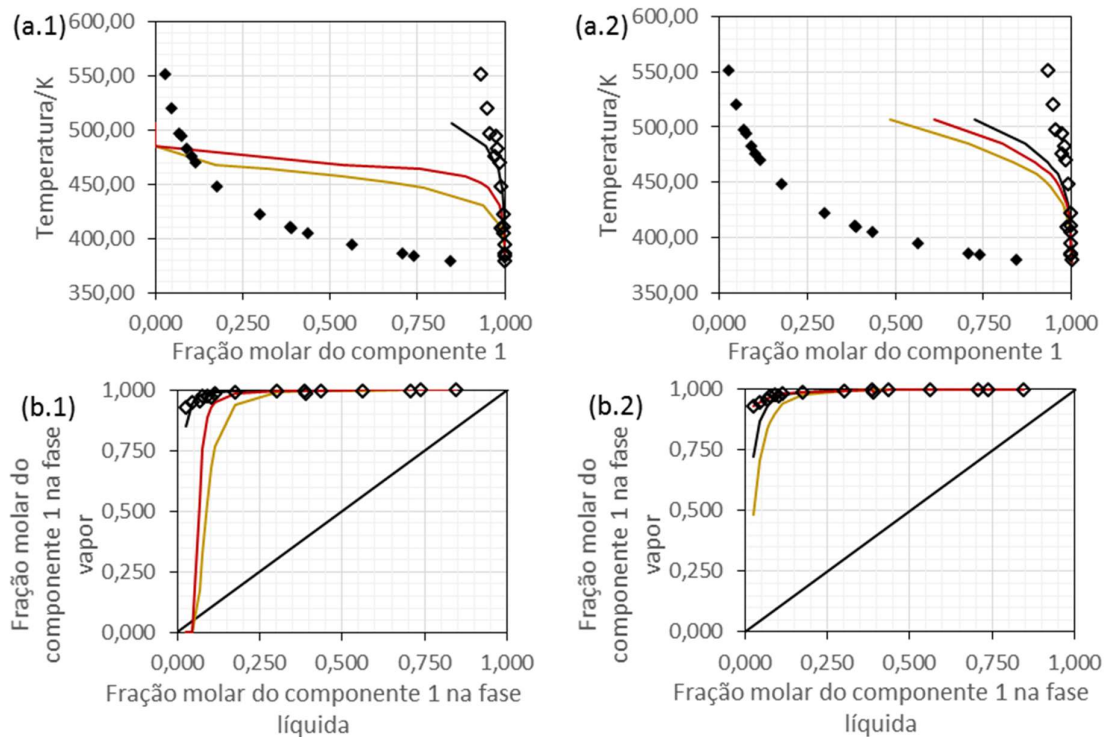 (a.1)
600,00
550,00
500,00
450,00
400,00
350,00
Temperatura/K
0,000 0,250 0,500 0,750 1,000
Fração molar do componente 1
(a.2)
600,00
550,00
500,00
450,00
400,00
350,00
Temperatura/K
0,000 0,250 0,500 0,750 1,000
Fração molar do componente 1
(b.1)
1,000
0,750
0,500
0,250
0,000
Fração molar do
componente 1 na fase
vapor
0,000 0,250 0,500 0,750 1,000
Fração molar do componente 1 na fase
líquida
(b.2)
1,000
0,750
0,500
0,250
0,000
Fração molar do
componente 1 na fase
vapor
0,000 0,250 0,500 0,750 1,000
Fração molar do componente 1 na fase
líquida